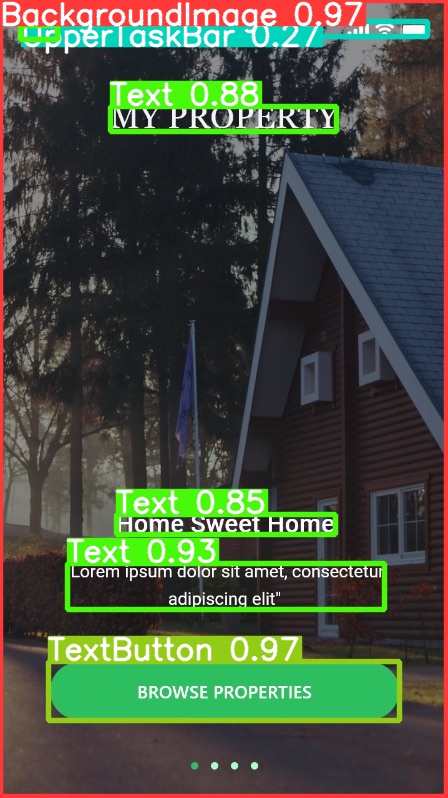 BackgroundImage 0.97
UpperTaskBar 0.27
Text 0.88
MY PROPERTY
Text 0.85
Home Sweet Home
Text 0.93
Lorem ipsum dolor sit amet, consectetur
adipiscing elit"
TextButton 0.97
BROWSE PROPERTIES